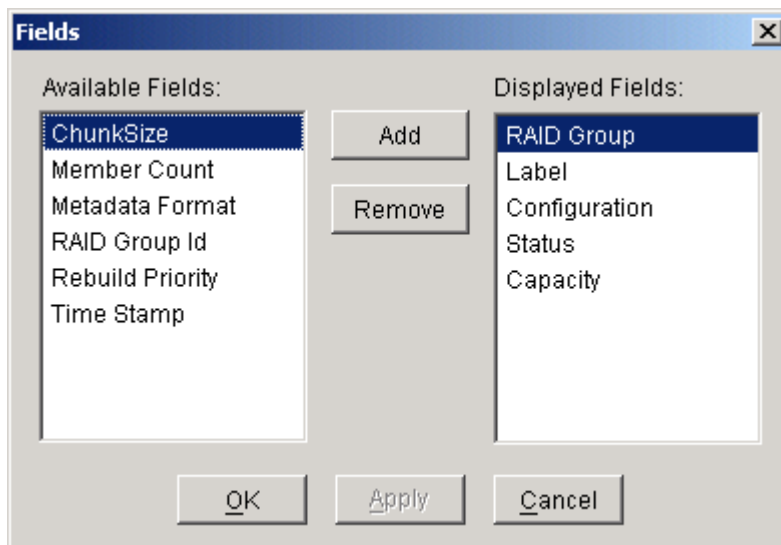 Fields
Available Fields:
ChunkSize
Member Count
Metadata Format
RAID Group Id
Rebuild Priority
Time Stamp
Add
Remove
Displayed Fields:
RAID Group
Label
Configuration
Status
Capacity
OK
Apply
Cancel